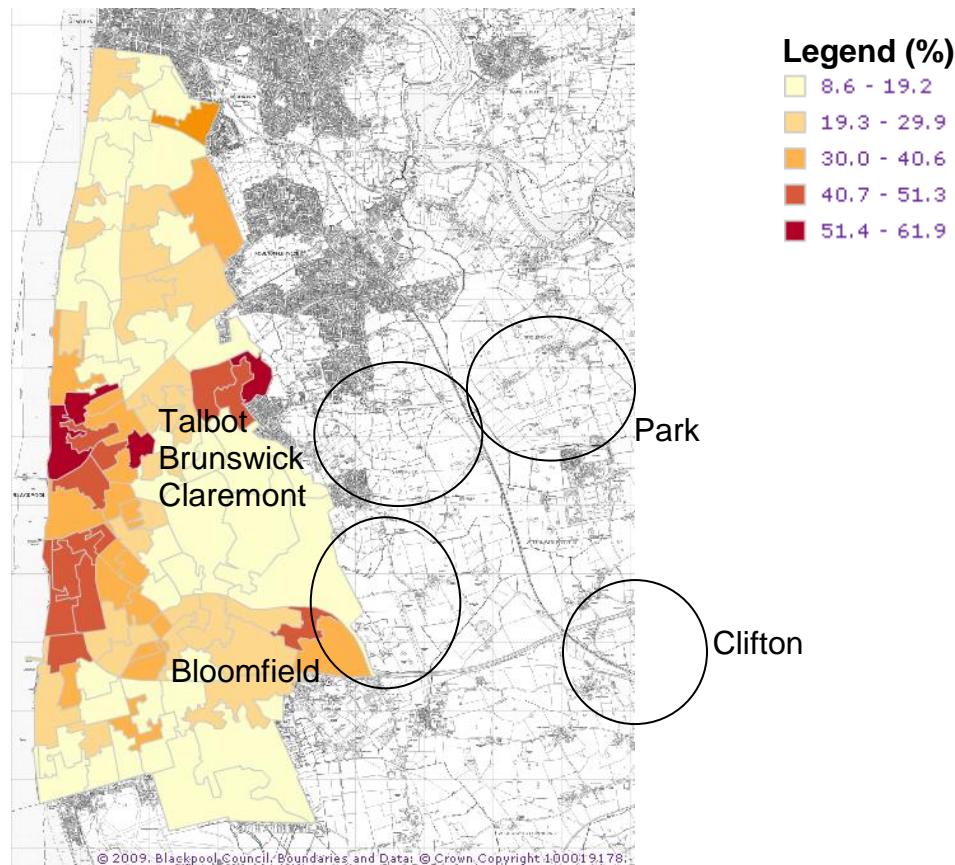 Legend (%)
8.6 - 19.2
19.3 - 29.9
30.0 - 40.6
40.7 - 51.3
51.4 - 61.9
Talbot
Brunswick
Claremont
Park
Bloomfield
Clifton
© 2009. Blackpool Council. Boundaries and Data: © Crown Copyright 100019178.